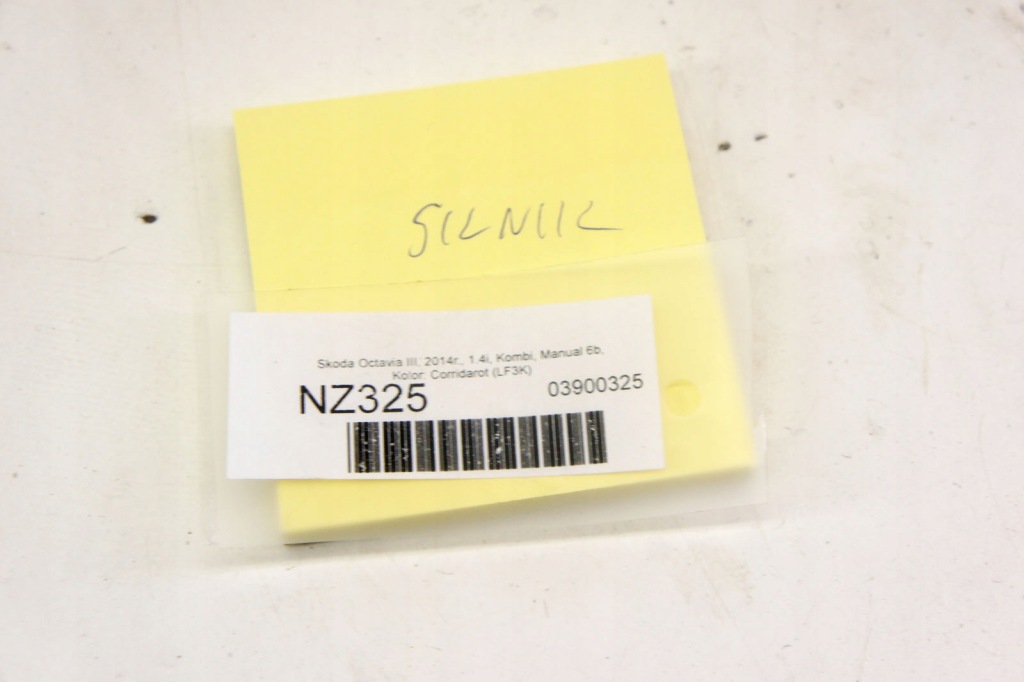 SILNIK
Skoda Octavia III, 2014r., 1.4i, Kombi, Manual 6b,
Kolor: Corridarot (LF3K)
NZ325
03900325